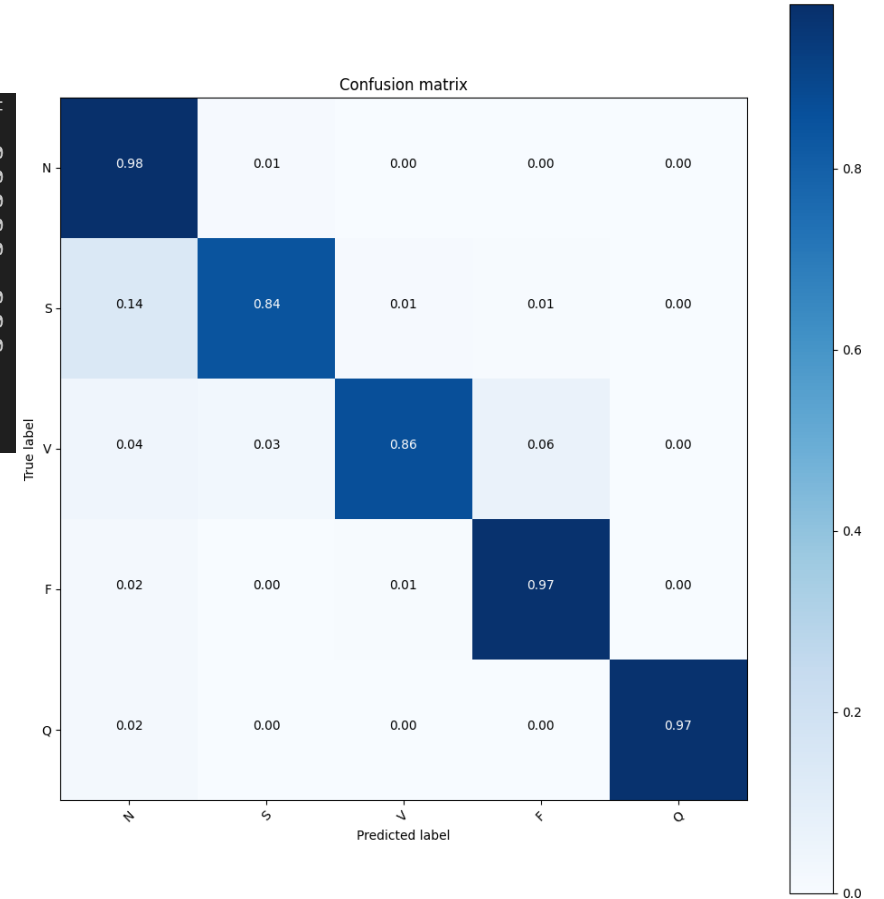 Confusion matrix
N 0.98 0.01 0.00 0.00 0.00
S 0.14 0.84 0.01 0.01 0.00
V 0.04 0.03 0.86 0.06 0.00
F 0.02 0.00 0.01 0.97 0.00
Q 0.02 0.00 0.00 0.00 0.97
N S V F Q
True label
Predicted label
0.8
0.6
0.4
0.2
0.0